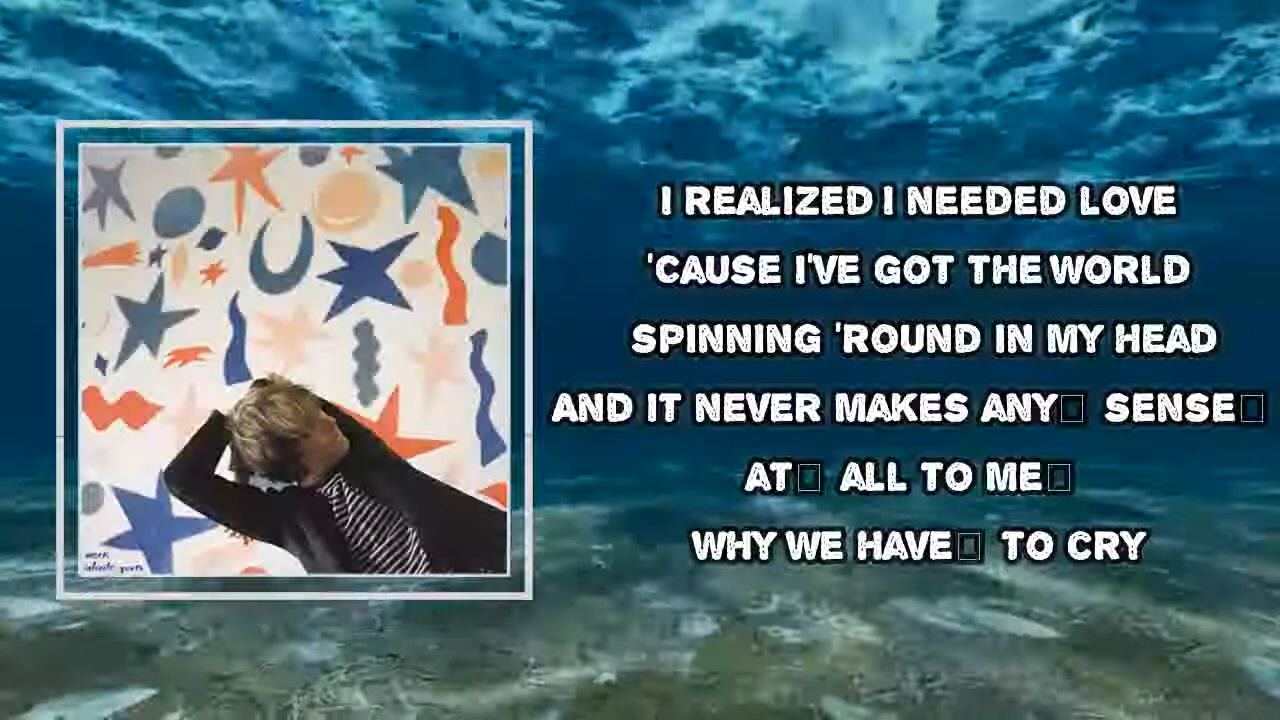 I REALIZED I NEEDED LOVE
'CAUSE I'VE GOT THE WORLD
SPINNING 'ROUND IN MY HEAD
AND IT NEVER MAKES ANY□ SENSE□
AT□ ALL TO ME□
WHY WE HAVE□ TO CRY